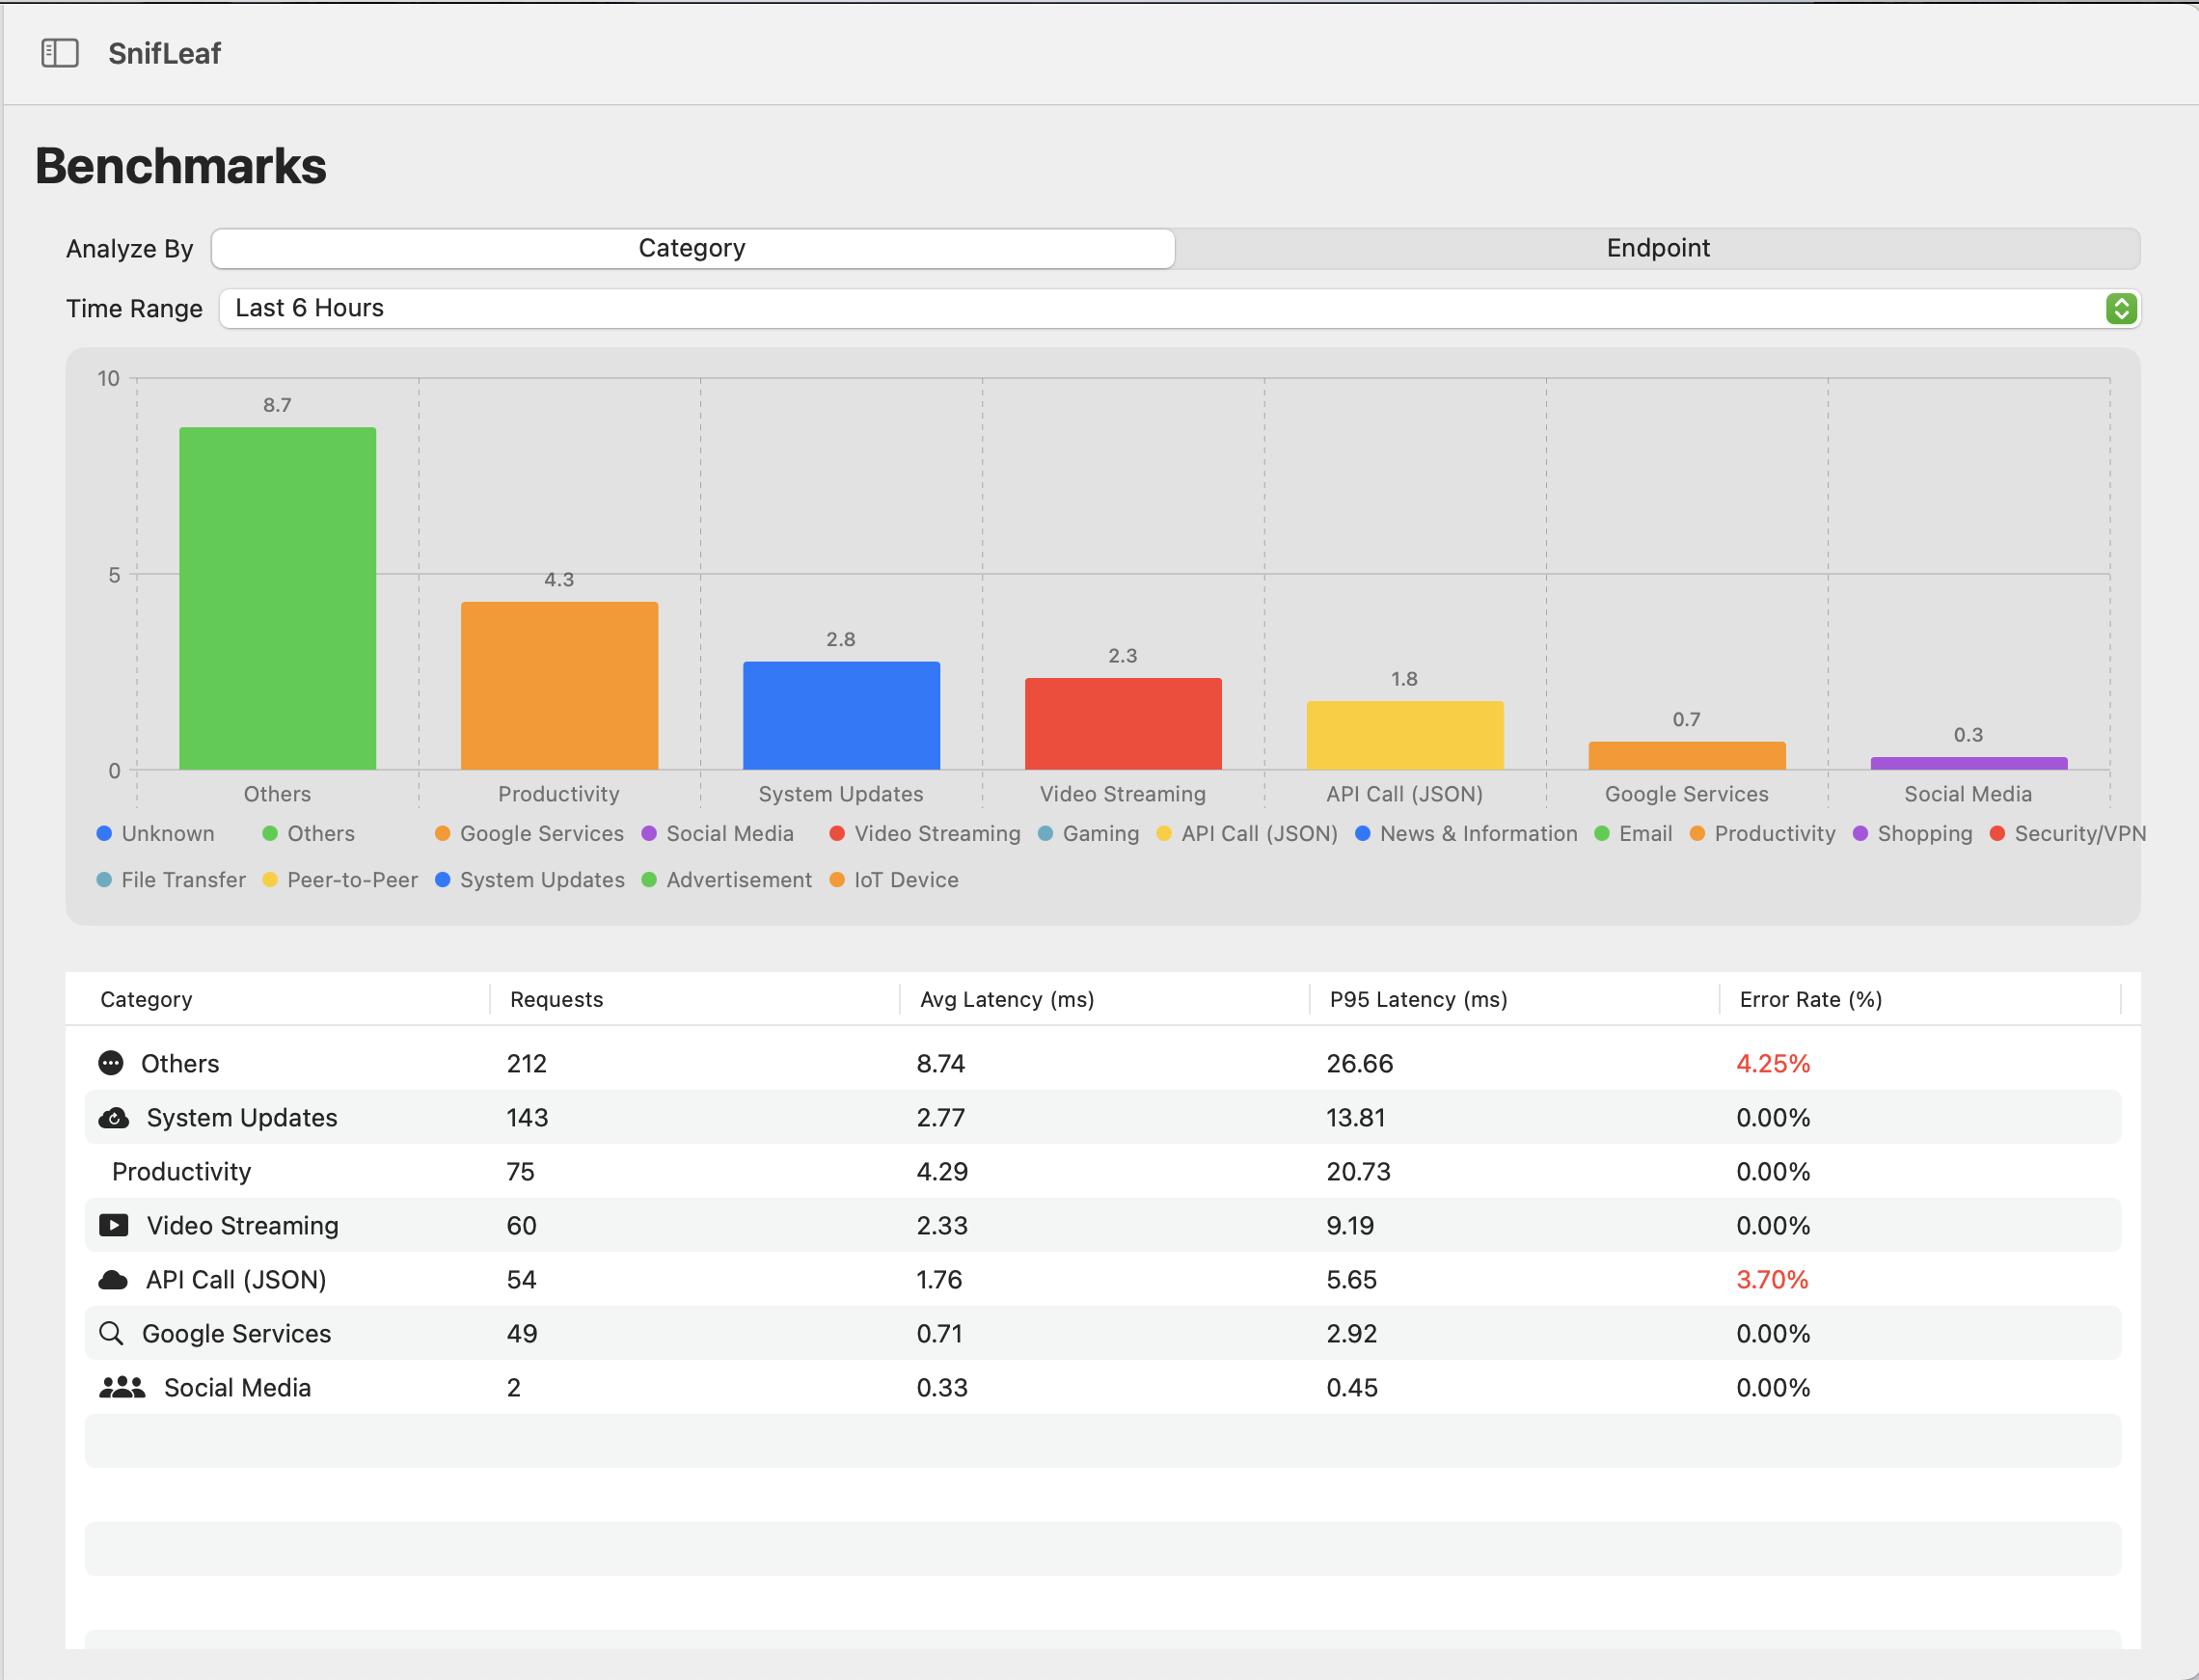 SnifLeaf
Benchmarks
Analyze By Category Endpoint
Time Range Last 6 Hours
10
8.7
5
4.3
2.8
2.3
1.8
0.7
0.3
0
Others Productivity System Updates Video Streaming API Call (JSON) Google Services Social Media
Unknown Others Google Services Social Media Video Streaming Gaming API Call (JSON) News & Information Email Productivity Shopping Security/VPN
File Transfer Peer-to-Peer System Updates Advertisement IoT Device
Category Requests Avg Latency (ms) P95 Latency (ms) Error Rate (%)
Others 212 8.74 26.66 4.25%
System Updates 143 2.77 13.81 0.00%
Productivity 75 4.29 20.73 0.00%
Video Streaming 60 2.33 9.19 0.00%
API Call (JSON) 54 1.76 5.65 3.70%
Google Services 49 0.71 2.92 0.00%
Social Media 2 0.33 0.45 0.00%